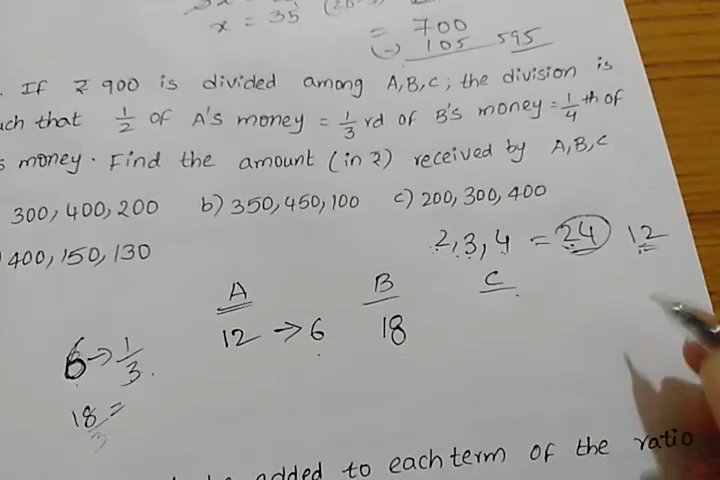 x = 35
= 700
(-) 105 595
If ₹ 900 is divided among A,B,C; the division is
such that 1/2 of A's money = 1/3 rd of B's money = 1/4 th of
money. Find the amount (in ₹) received by A,B,C
300, 400, 200 b) 350, 450, 100 c) 200, 300, 400
400, 150, 130
2, 3, 4 = 24 12
A B C
12 → 6 18
6 → 1/3
18 =
added to each term of the ratio